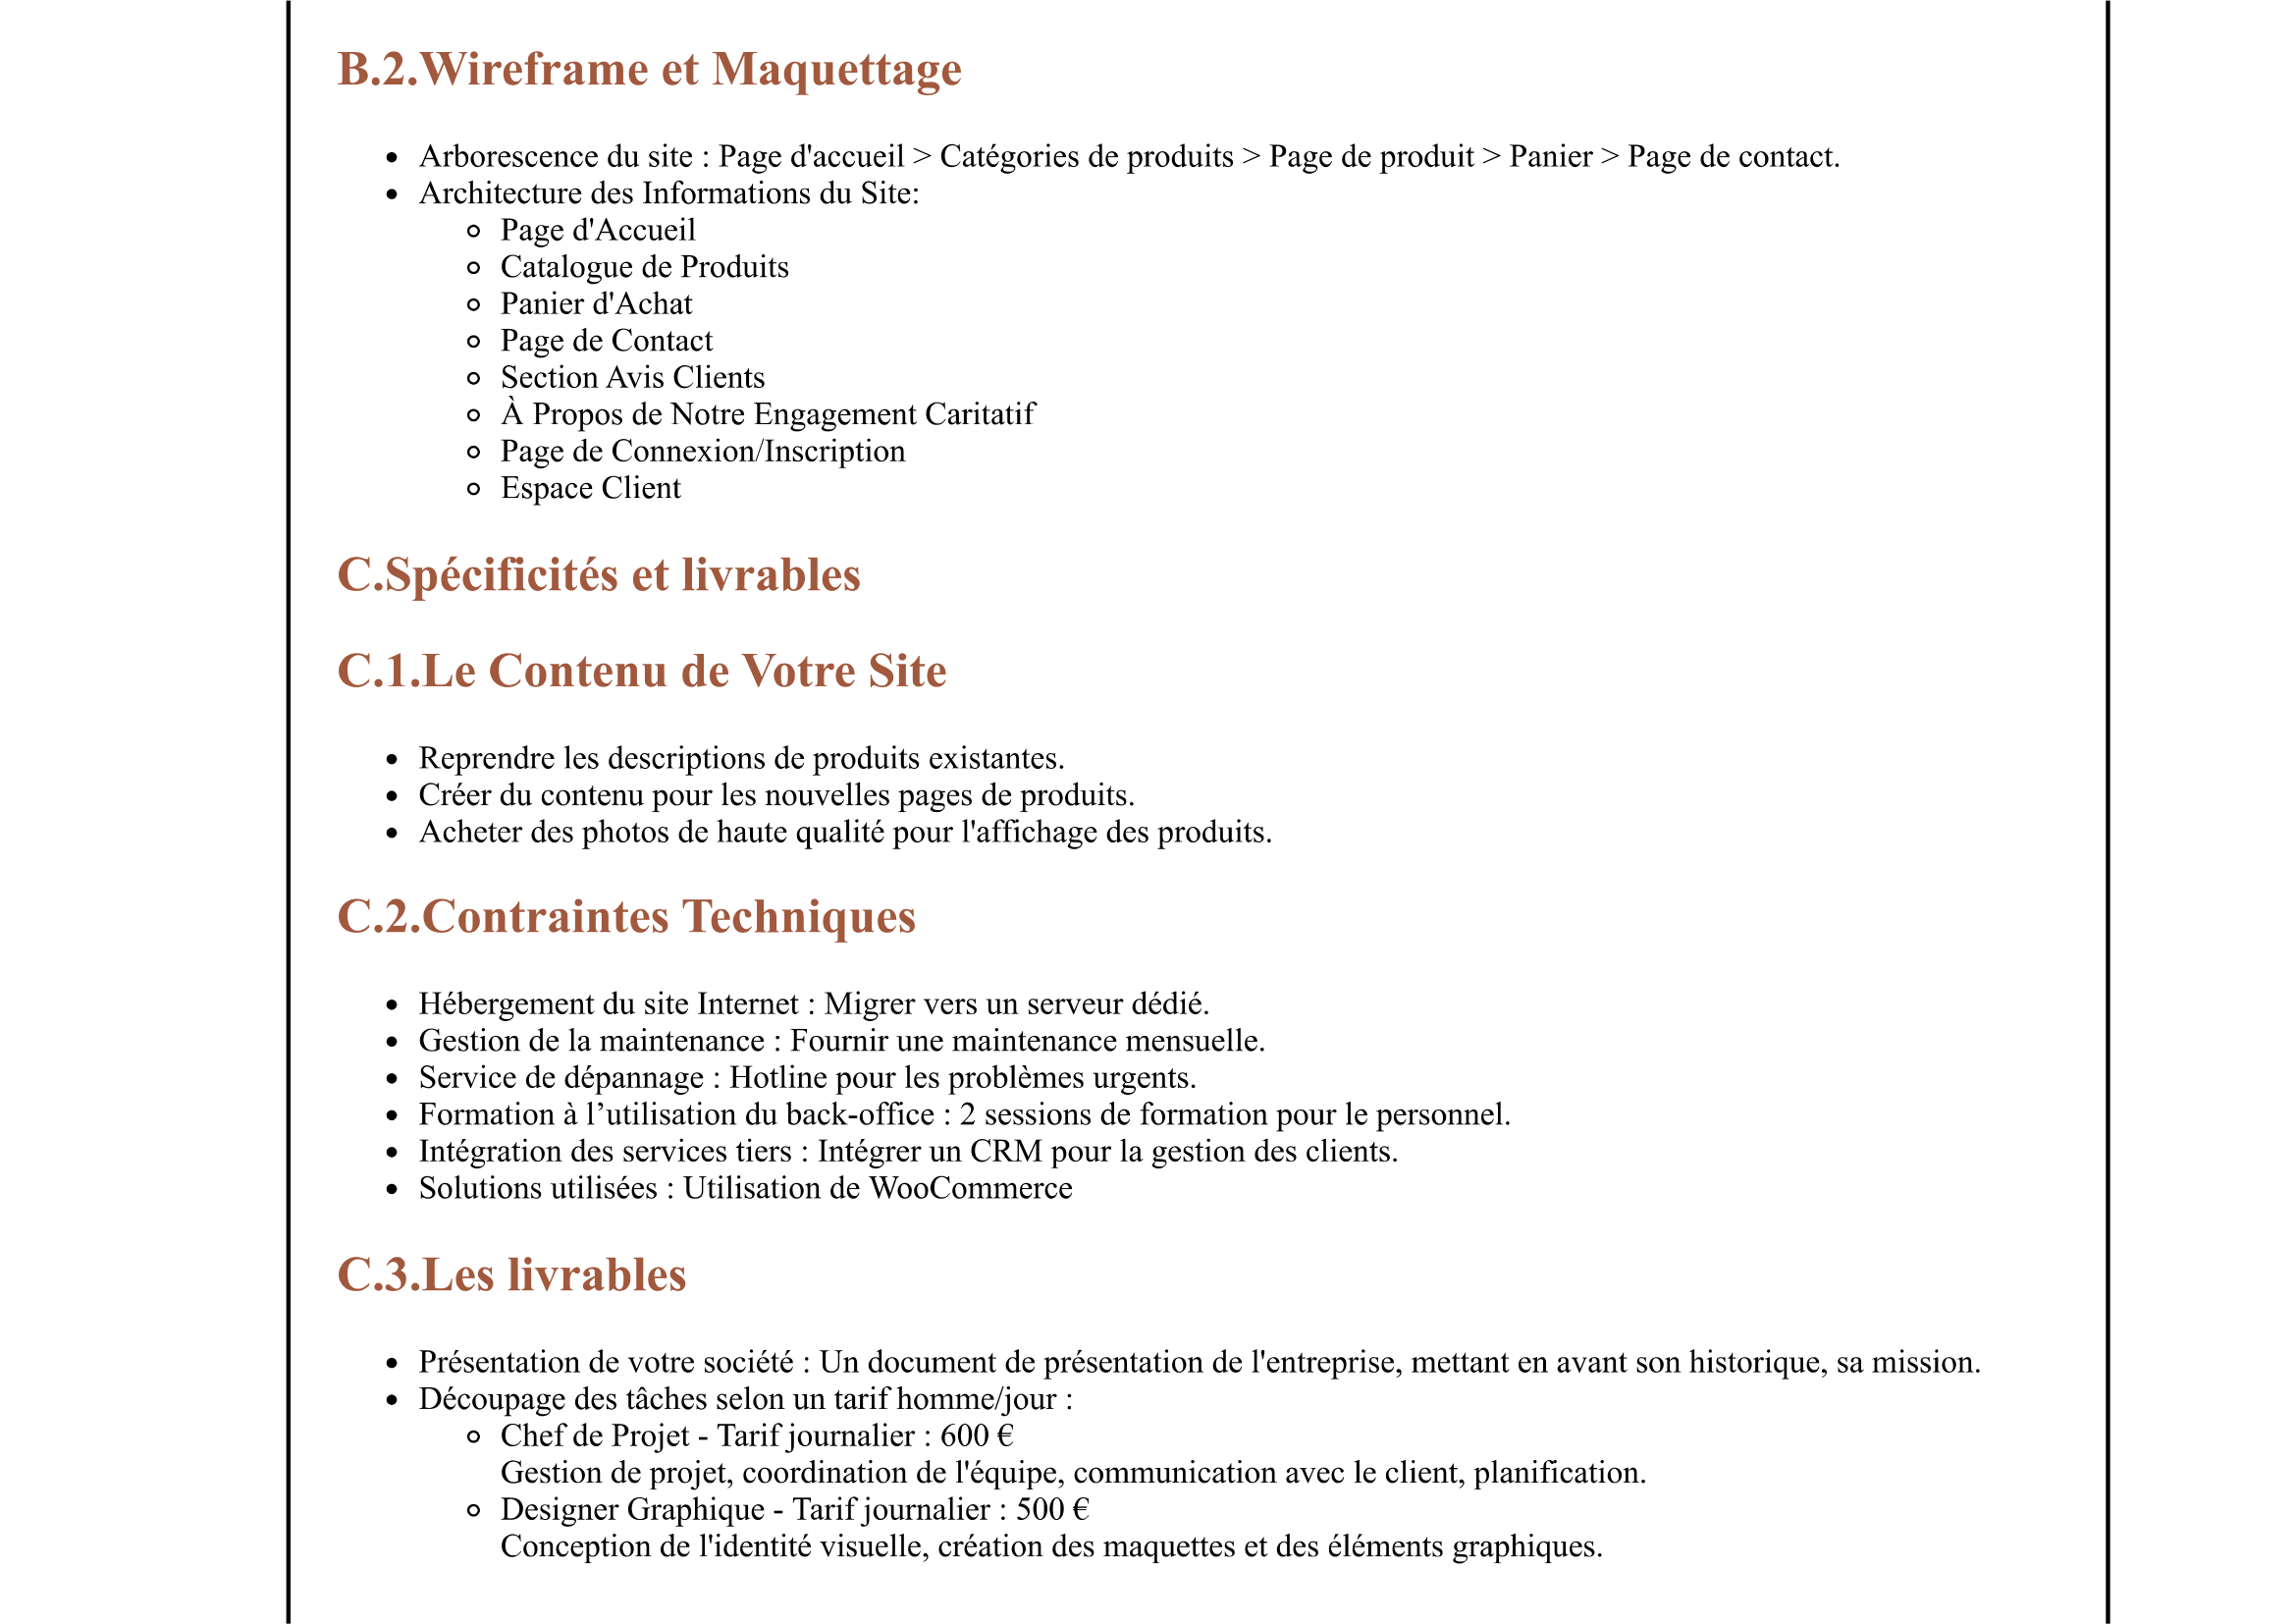 B.2.Wireframe et Maquettage
Arborescence du site : Page d'accueil > Catégories de produits > Page de produit > Panier > Page de contact.
Architecture des Informations du Site:
Page d'Accueil
Catalogue de Produits
Panier d'Achat
Page de Contact
Section Avis Clients
À Propos de Notre Engagement Caritatif
Page de Connexion/Inscription
Espace Client
C.Spécificités et livrables
C.1.Le Contenu de Votre Site
Reprendre les descriptions de produits existantes.
Créer du contenu pour les nouvelles pages de produits.
Acheter des photos de haute qualité pour l'affichage des produits.
C.2.Contraintes Techniques
Hébergement du site Internet : Migrer vers un serveur dédié.
Gestion de la maintenance : Fournir une maintenance mensuelle.
Service de dépannage : Hotline pour les problèmes urgents.
Formation à l’utilisation du back-office : 2 sessions de formation pour le personnel.
Intégration des services tiers : Intégrer un CRM pour la gestion des clients.
Solutions utilisées : Utilisation de WooCommerce
C.3.Les livrables
Présentation de votre société : Un document de présentation de l'entreprise, mettant en avant son historique, sa mission.
Découpage des tâches selon un tarif homme/jour :
Chef de Projet - Tarif journalier : 600 €
Gestion de projet, coordination de l'équipe, communication avec le client, planification.
Designer Graphique - Tarif journalier : 500 €
Conception de l'identité visuelle, création des maquettes et des éléments graphiques.